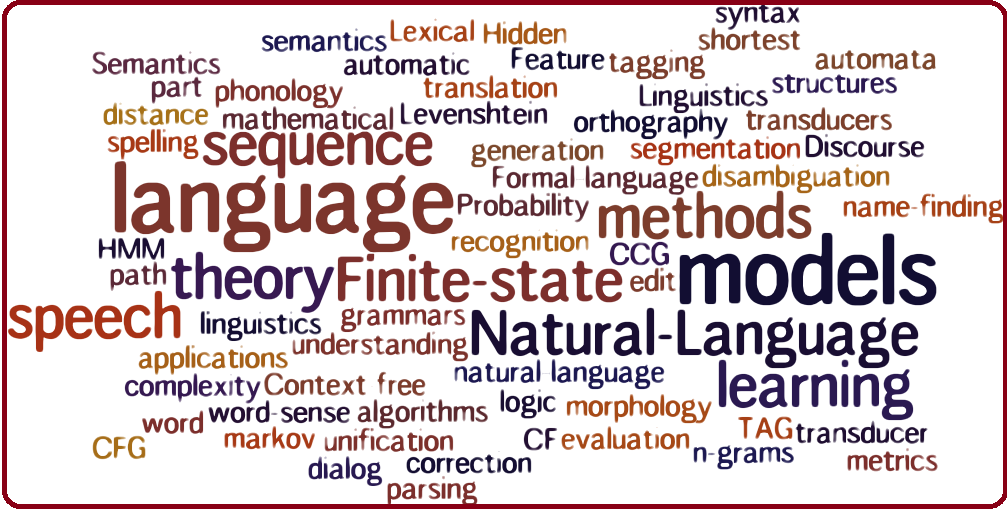 syntax
semantics Lexical Hidden shortest
Semantics automatic Feature tagging automata
part phonology translation Linguistics structures
distance mathematical Levenshtein orthography transducers
spelling sequence generation segmentation Discourse
language Formal language disambiguation
Probability methods name-finding
HMM recognition CCG
path theory Finite-state edit models
speech linguistics grammars Natural-Language
applications understanding
complexity Context free natural language learning
word word-sense algorithms logic morphology
CFG markov unification CF evaluation TAG transducer
dialog correction n-grams metrics
parsing